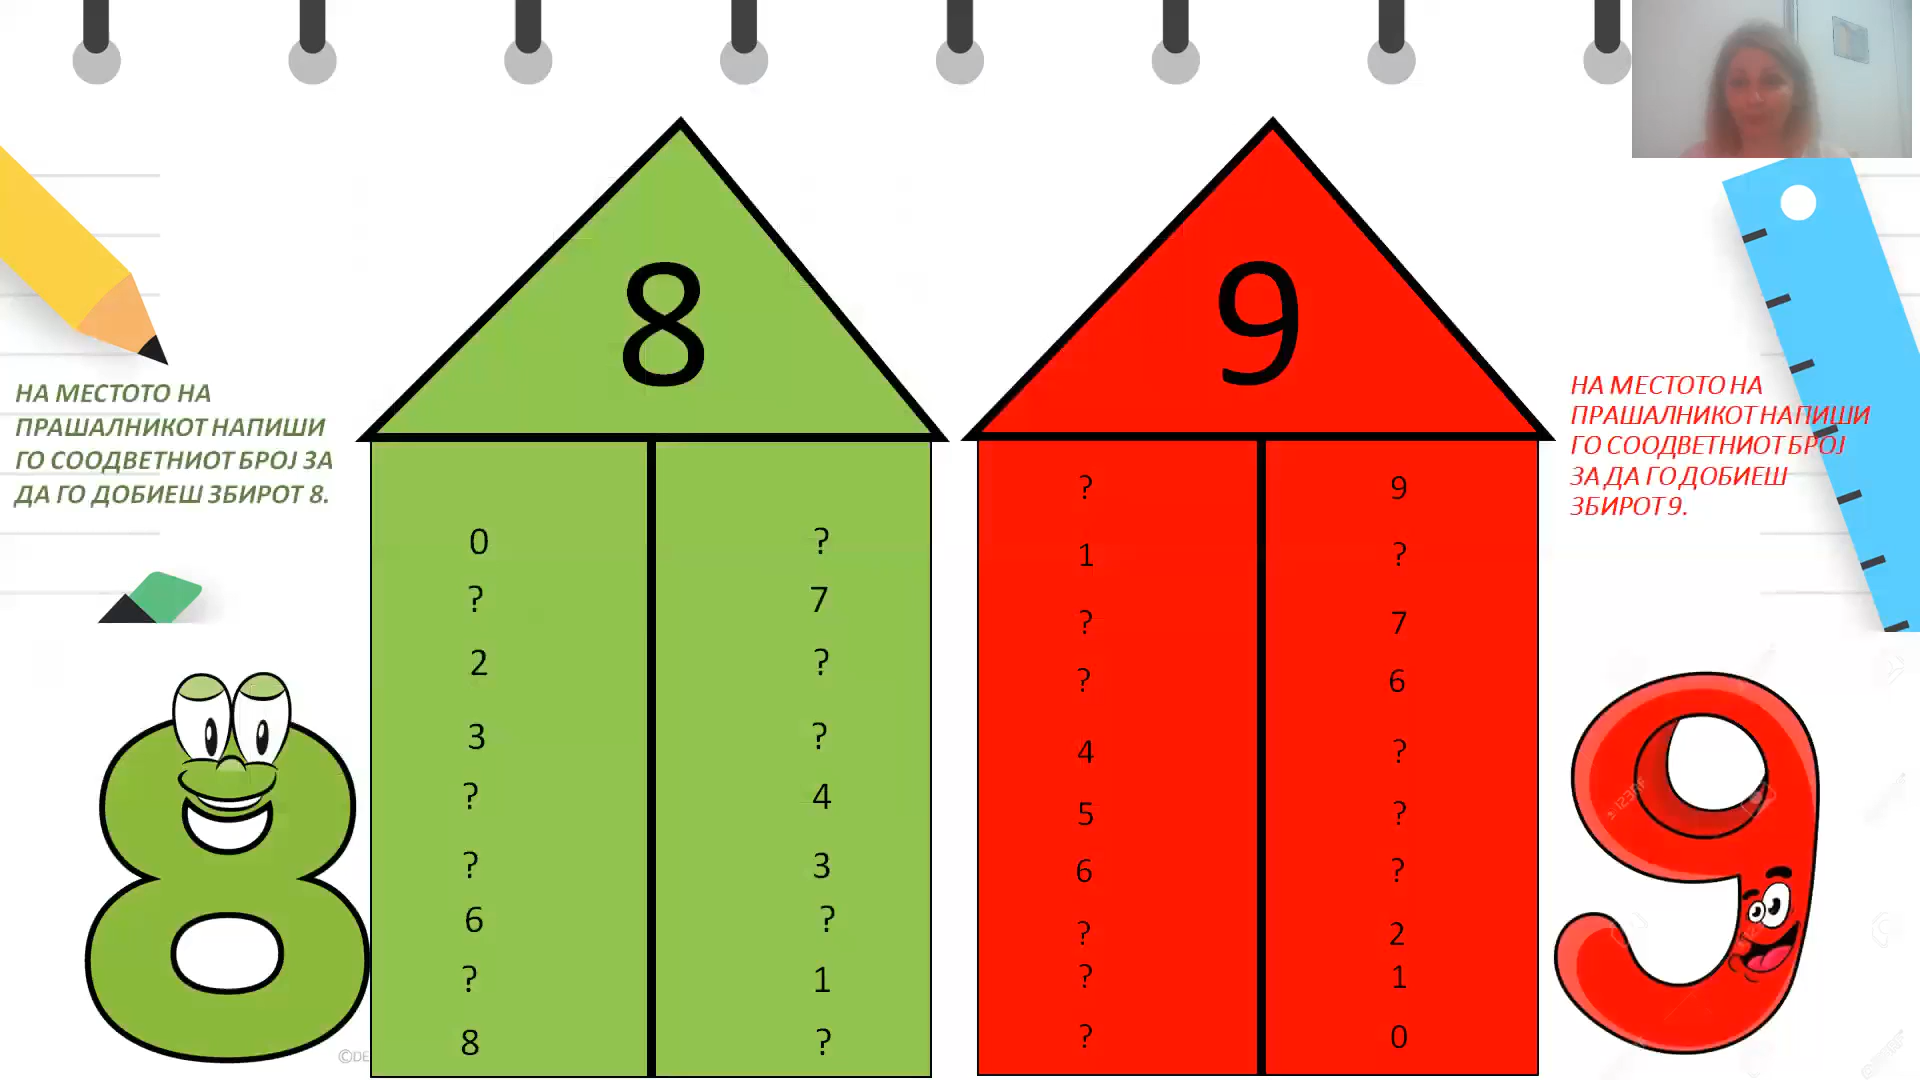 НА МЕСТОТО НА
ПРАШАЛНИКОТ НАПИШИ
ГО СООДВЕТНИОТ БРОЈ ЗА
ДА ГО ДОБИЕШ ЗБИРОТ 8.
8
0 ?
? 7
2 ?
3 ?
? 4
? 3
6 ?
? 1
8 ?
9
? 9
1 ?
? 7
? 6
4 ?
5 ?
6 ?
? 2
? 1
? 0
НА МЕСТОТО НА
ПРАШАЛНИКОТ НАПИШИ
ГО СООДВЕТНИОТ БРОЈ
ЗА ДА ГО ДОБИЕШ
ЗБИРОТ 9.